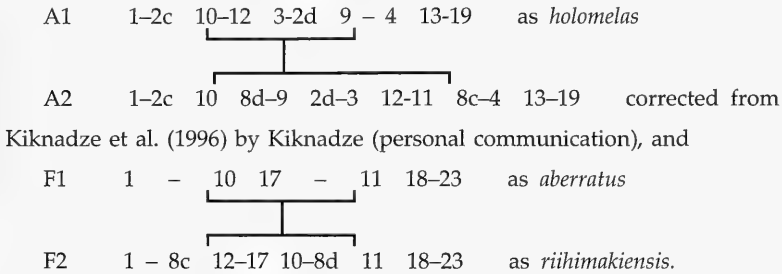 A1 1–2c 10–12 3-2d 9 – 4 13-19 as holomelas
A2 1–2c 10 8d–9 2d–3 12-11 8c–4 13–19 corrected from
Kiknadze et al. (1996) by Kiknadze (personal communication), and
F1 1 – 10 17 – 11 18–23 as aberratus
F2 1 – 8c 12–17 10–8d 11 18–23 as riihimakiensis.